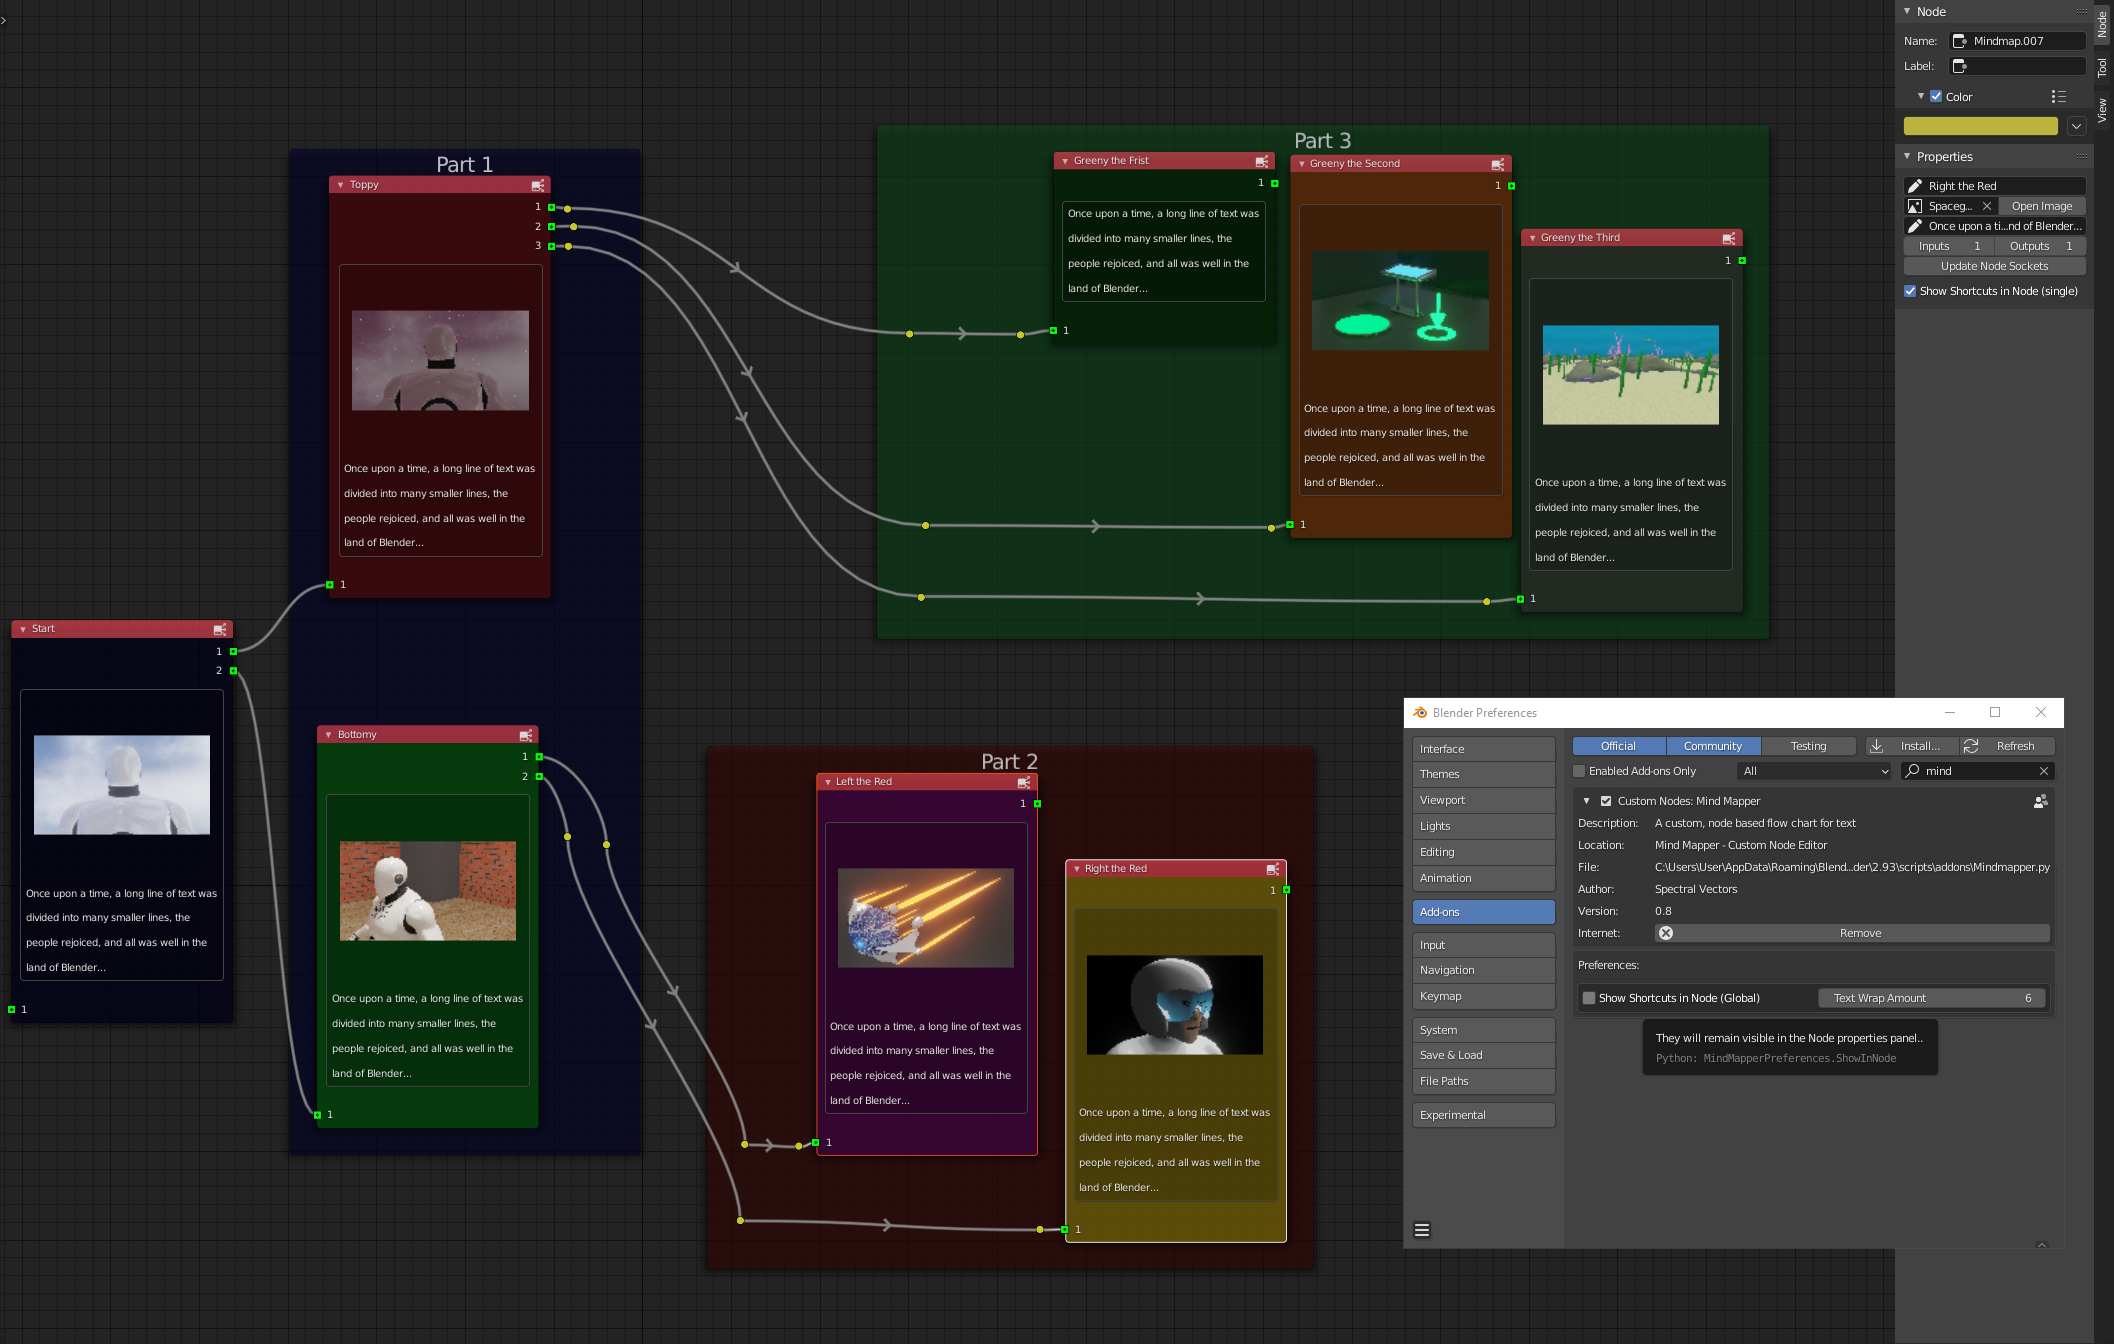 Part 1
Toppy
1
2
3
Once upon a time, a long line of text was
divided into many smaller lines, the
people rejoiced, and all was well in the
land of Blender...
1
Start
1
2
Once upon a time, a long line of text was
divided into many smaller lines, the
people rejoiced, and all was well in the
land of Blender...
1
Bottomy
1
2
Once upon a time, a long line of text was
divided into many smaller lines, the
people rejoiced, and all was well in the
land of Blender...
1
Part 3
Greeny the Frist
1
Once upon a time, a long line of text was
divided into many smaller lines, the
people rejoiced, and all was well in the
land of Blender...
1
Greeny the Second
1
Once upon a time, a long line of text was
divided into many smaller lines, the
people rejoiced, and all was well in the
land of Blender...
1
Greeny the Third
1
Once upon a time, a long line of text was
divided into many smaller lines, the
people rejoiced, and all was well in the
land of Blender...
1
Part 2
Left the Red
1
Once upon a time, a long line of text was
divided into many smaller lines, the
people rejoiced, and all was well in the
land of Blender...
1
Right the Red
1
Once upon a time, a long line of text was
divided into many smaller lines, the
people rejoiced, and all was well in the
land of Blender...
1
Node
Name: Mindmap.007
Label:
Color
Properties
Right the Red
Spaceg... Open Image
Once upon a ti...nd of Blender...
Inputs 1 Outputs 1
Update Node Sockets
Show Shortcuts in Node (single)
Node
Tool
View
Blender Preferences
Interface
Themes
Viewport
Lights
Editing
Animation
Add-ons
Input
Navigation
Keymap
System
Save & Load
File Paths
Experimental
Official Community Testing Install... Refresh
Enabled Add-ons Only All mind
Custom Nodes: Mind Mapper
Description: A custom, node based flow chart for text
Location: Mind Mapper - Custom Node Editor
File: C:\Users\User\AppData\Roaming\Blend...der\2.93\scripts\addons\Mindmapper.py
Author: Spectral Vectors
Version: 0.8
Internet: Remove
Preferences:
Show Shortcuts in Node (Global) Text Wrap Amount 6
They will remain visible in the Node properties panel..
Python: MindMapperPreferences.ShowInNode